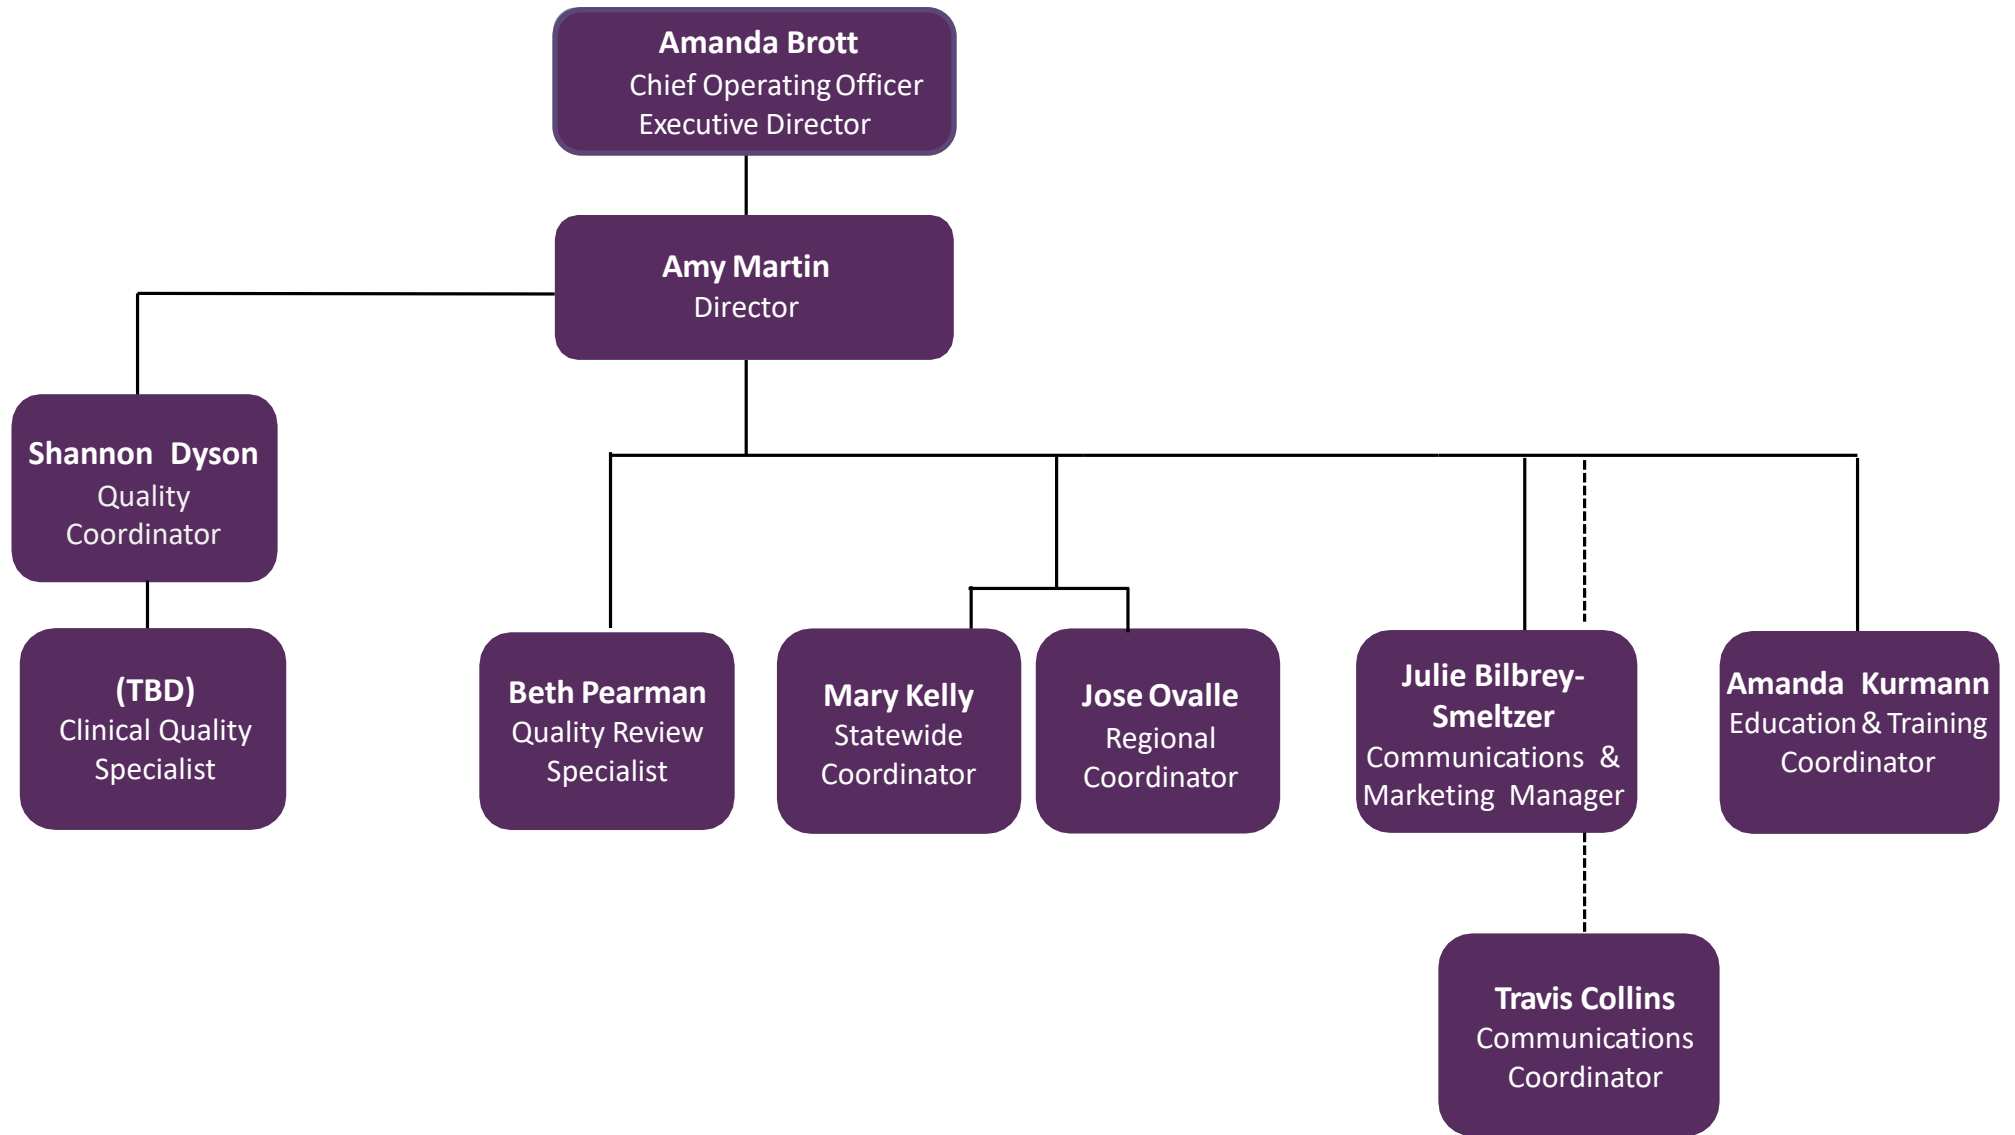 Amanda Brott
Chief Operating Officer
Executive Director
Amy Martin
Director
Shannon Dyson
Quality
Coordinator
(TBD)
Clinical Quality
Specialist
Beth Pearman
Quality Review
Specialist
Mary Kelly
Statewide
Coordinator
Jose Ovalle
Regional
Coordinator
Julie Bilbrey-
Smeltzer
Communications &
Marketing Manager
Amanda Kurmann
Education & Training
Coordinator
Travis Collins
Communications
Coordinator